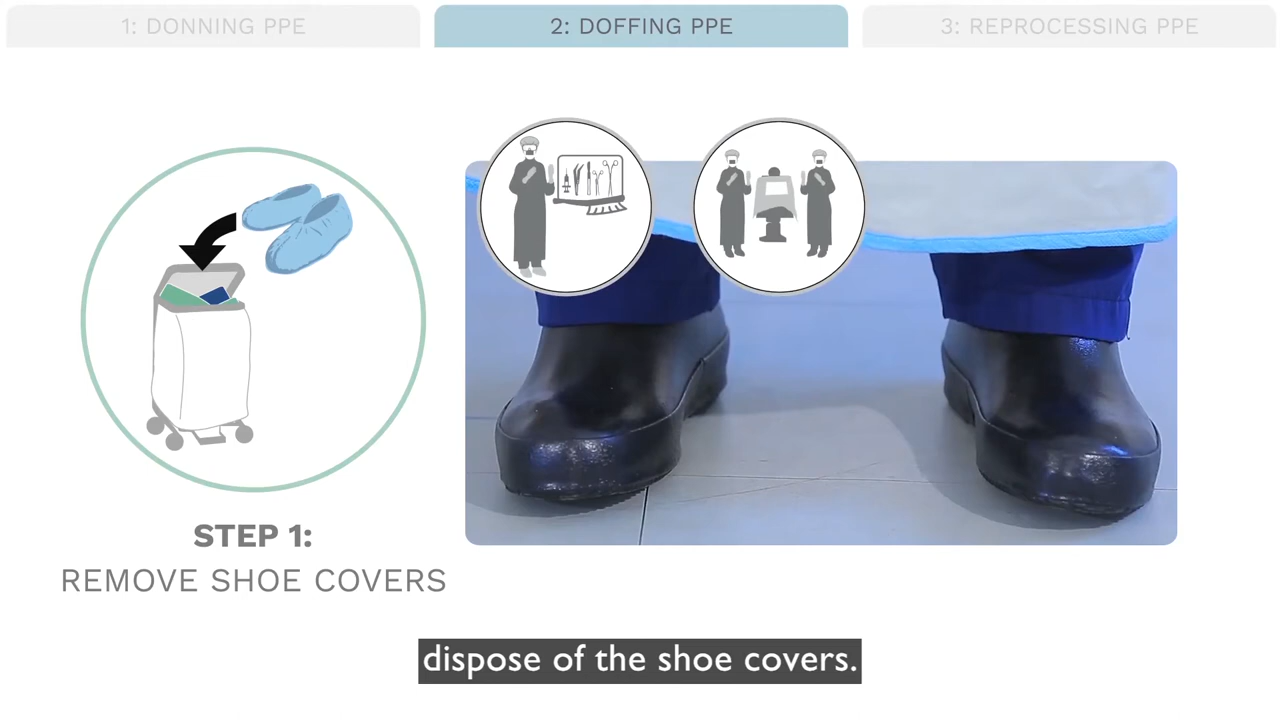 1: DONNING PPE
2: DOFFING PPE
3: REPROCESSING PPE
STEP 1:
REMOVE SHOE COVERS
dispose of the shoe covers.